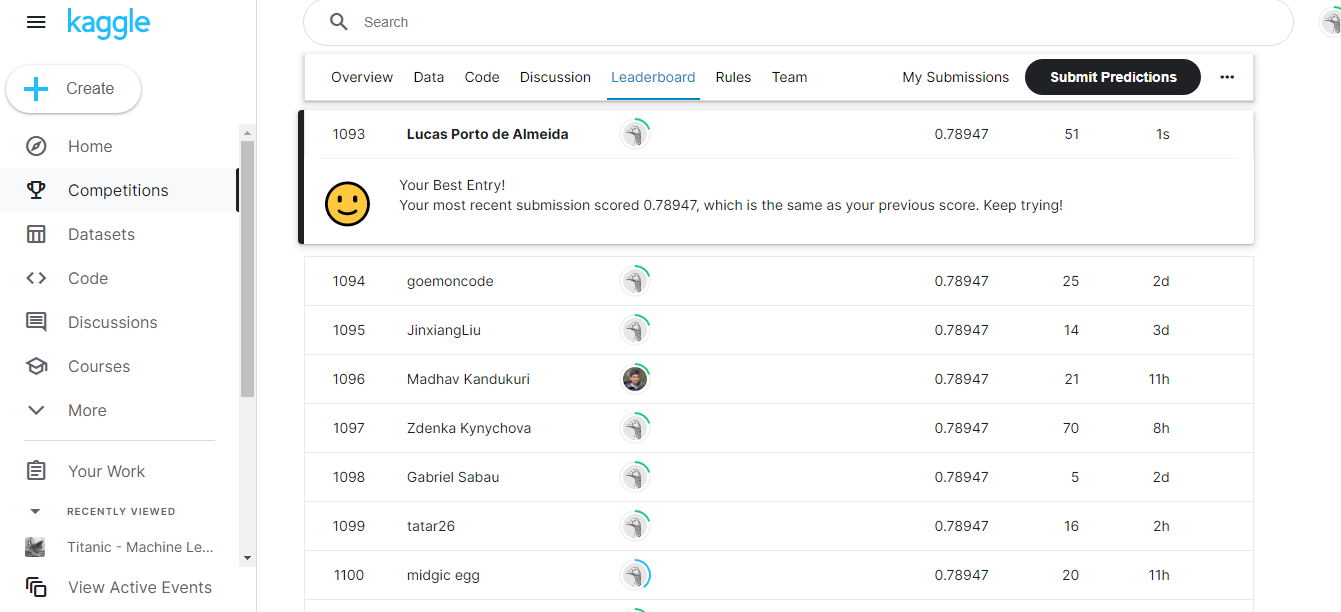 kaggle
Search
Create
Home
Competitions
Datasets
Code
Discussions
Courses
More
Your Work
RECENTLY VIEWED
Titanic - Machine Le...
View Active Events
Overview Data Code Discussion Leaderboard Rules Team My Submissions Submit Predictions ...
1093 Lucas Porto de Almeida 0.78947 51 1s
Your Best Entry!
Your most recent submission scored 0.78947, which is the same as your previous score. Keep trying!
1094 goemoncode 0.78947 25 2d
1095 JinxiangLiu 0.78947 14 3d
1096 Madhav Kandukuri 0.78947 21 11h
1097 Zdenka Kynychova 0.78947 70 8h
1098 Gabriel Sabau 0.78947 5 2d
1099 tatar26 0.78947 16 2h
1100 midgic egg 0.78947 20 11h